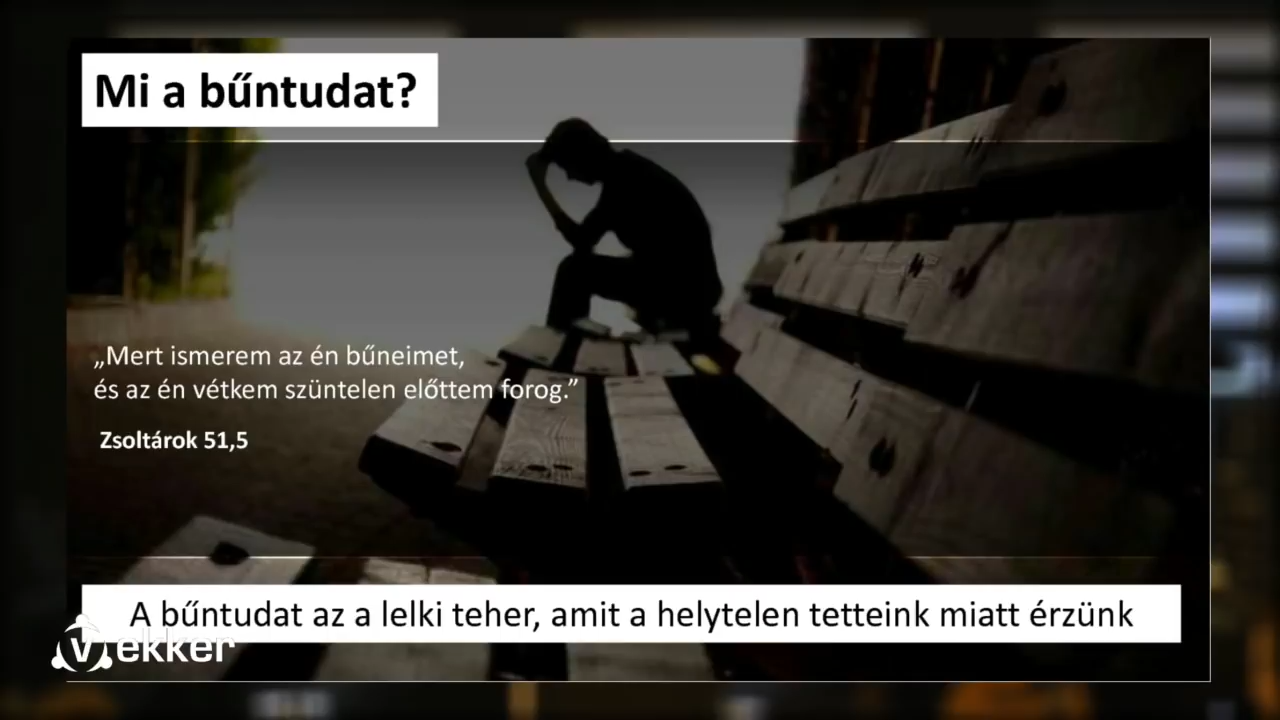 Mi a bűntudat?
„Mert ismerem az én bűneimet,
és az én vétkem szüntelen előttem forog.”
Zsoltárok 51,5
A bűntudat az a lelki teher, amit a helytelen tetteink miatt érzünk
vekker